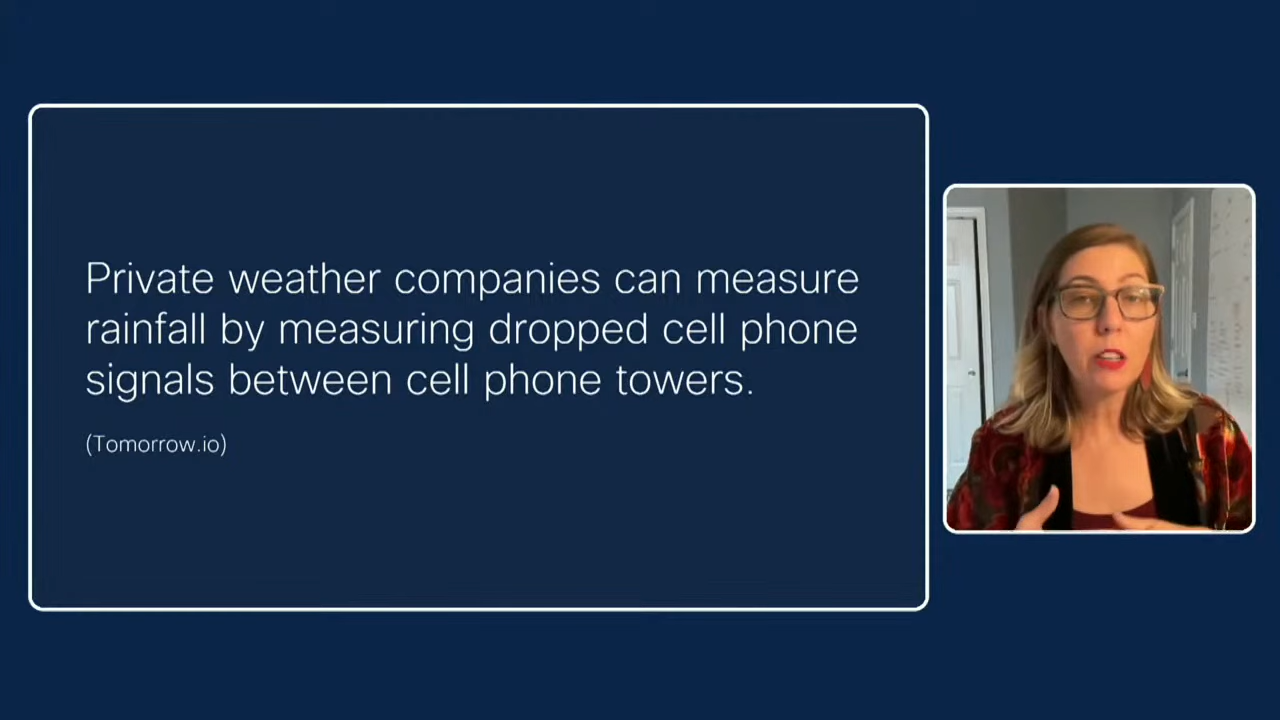 Private weather companies can measure
rainfall by measuring dropped cell phone
signals between cell phone towers.
(Tomorrow.io)